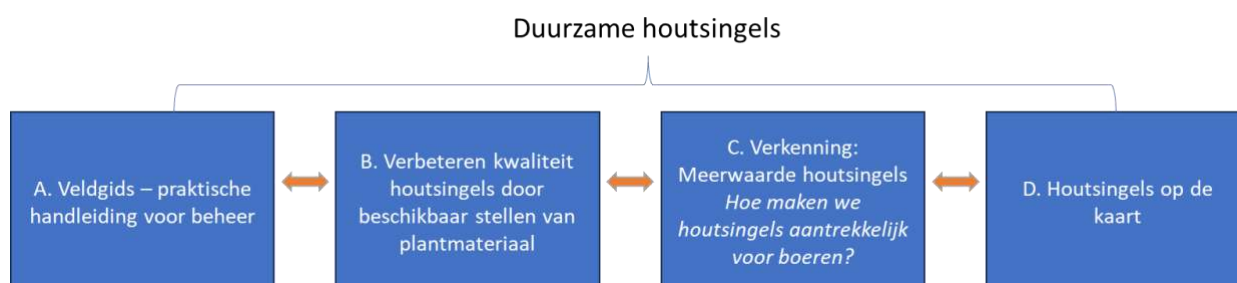 Duurzame houtsingels
A. Veldgids – praktische
handleiding voor beheer
B. Verbeteren kwaliteit
houtsingels door
beschikbaar stellen van
plantmateriaal
C. Verkenning:
Meerwaarde houtsingels
Hoe maken we
houtsingels aantrekkelijk
voor boeren?
D. Houtsingels op de
kaart